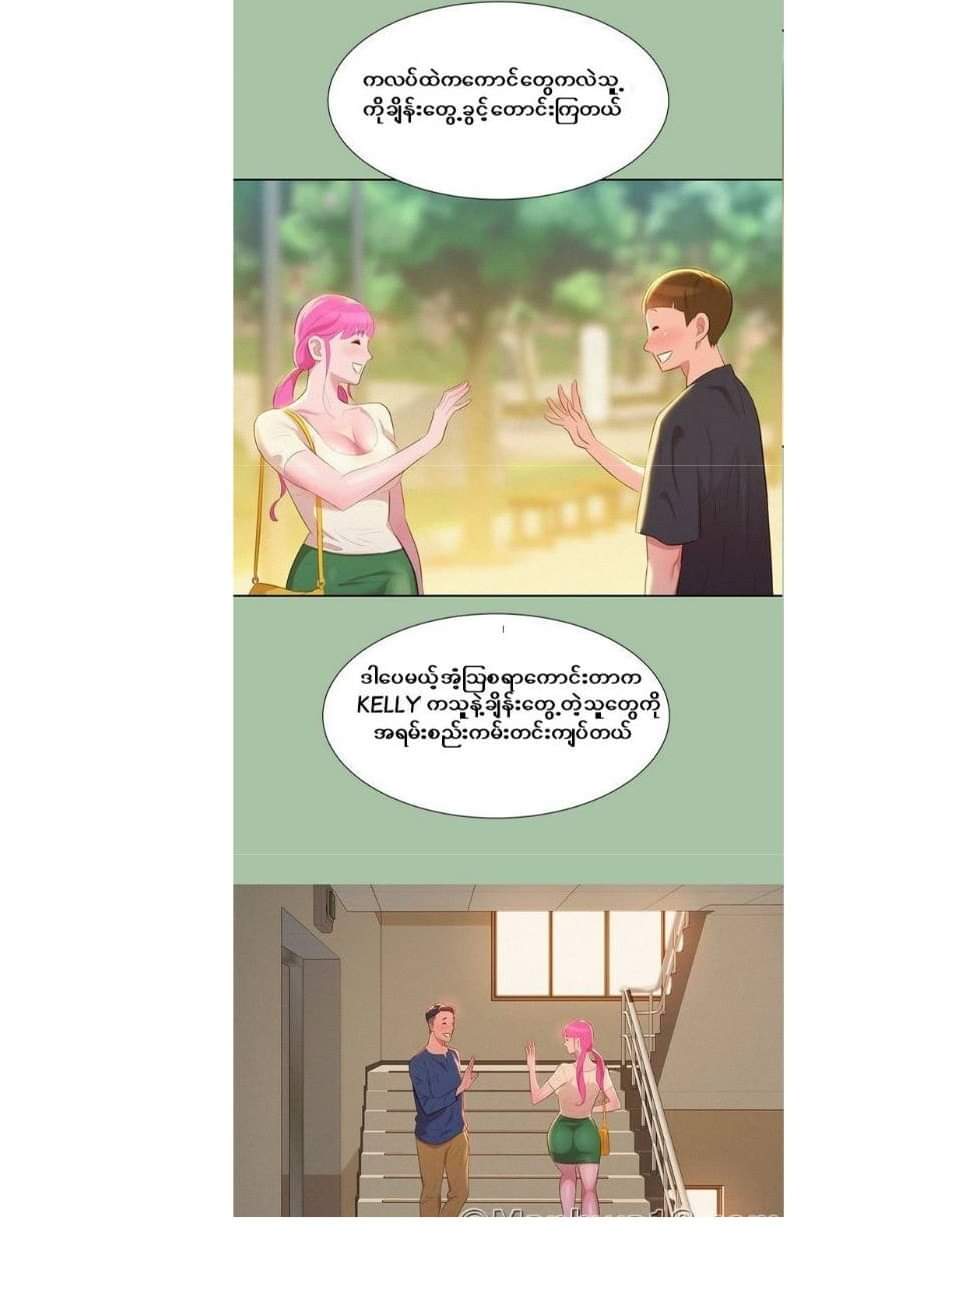 ကလပ်ထဲကကောင်တွေကလဲသူ့
ကိုချိန်းတွေ့ခွင့်တောင်းကြတယ်
ဒါပေမယ့်အံ့ဩစရာကောင်းတာက
KELLY ကသူနဲ့ချိန်းတွေ့တဲ့သူတွေကို
အရမ်းစည်းကမ်းတင်းကျပ်တယ်